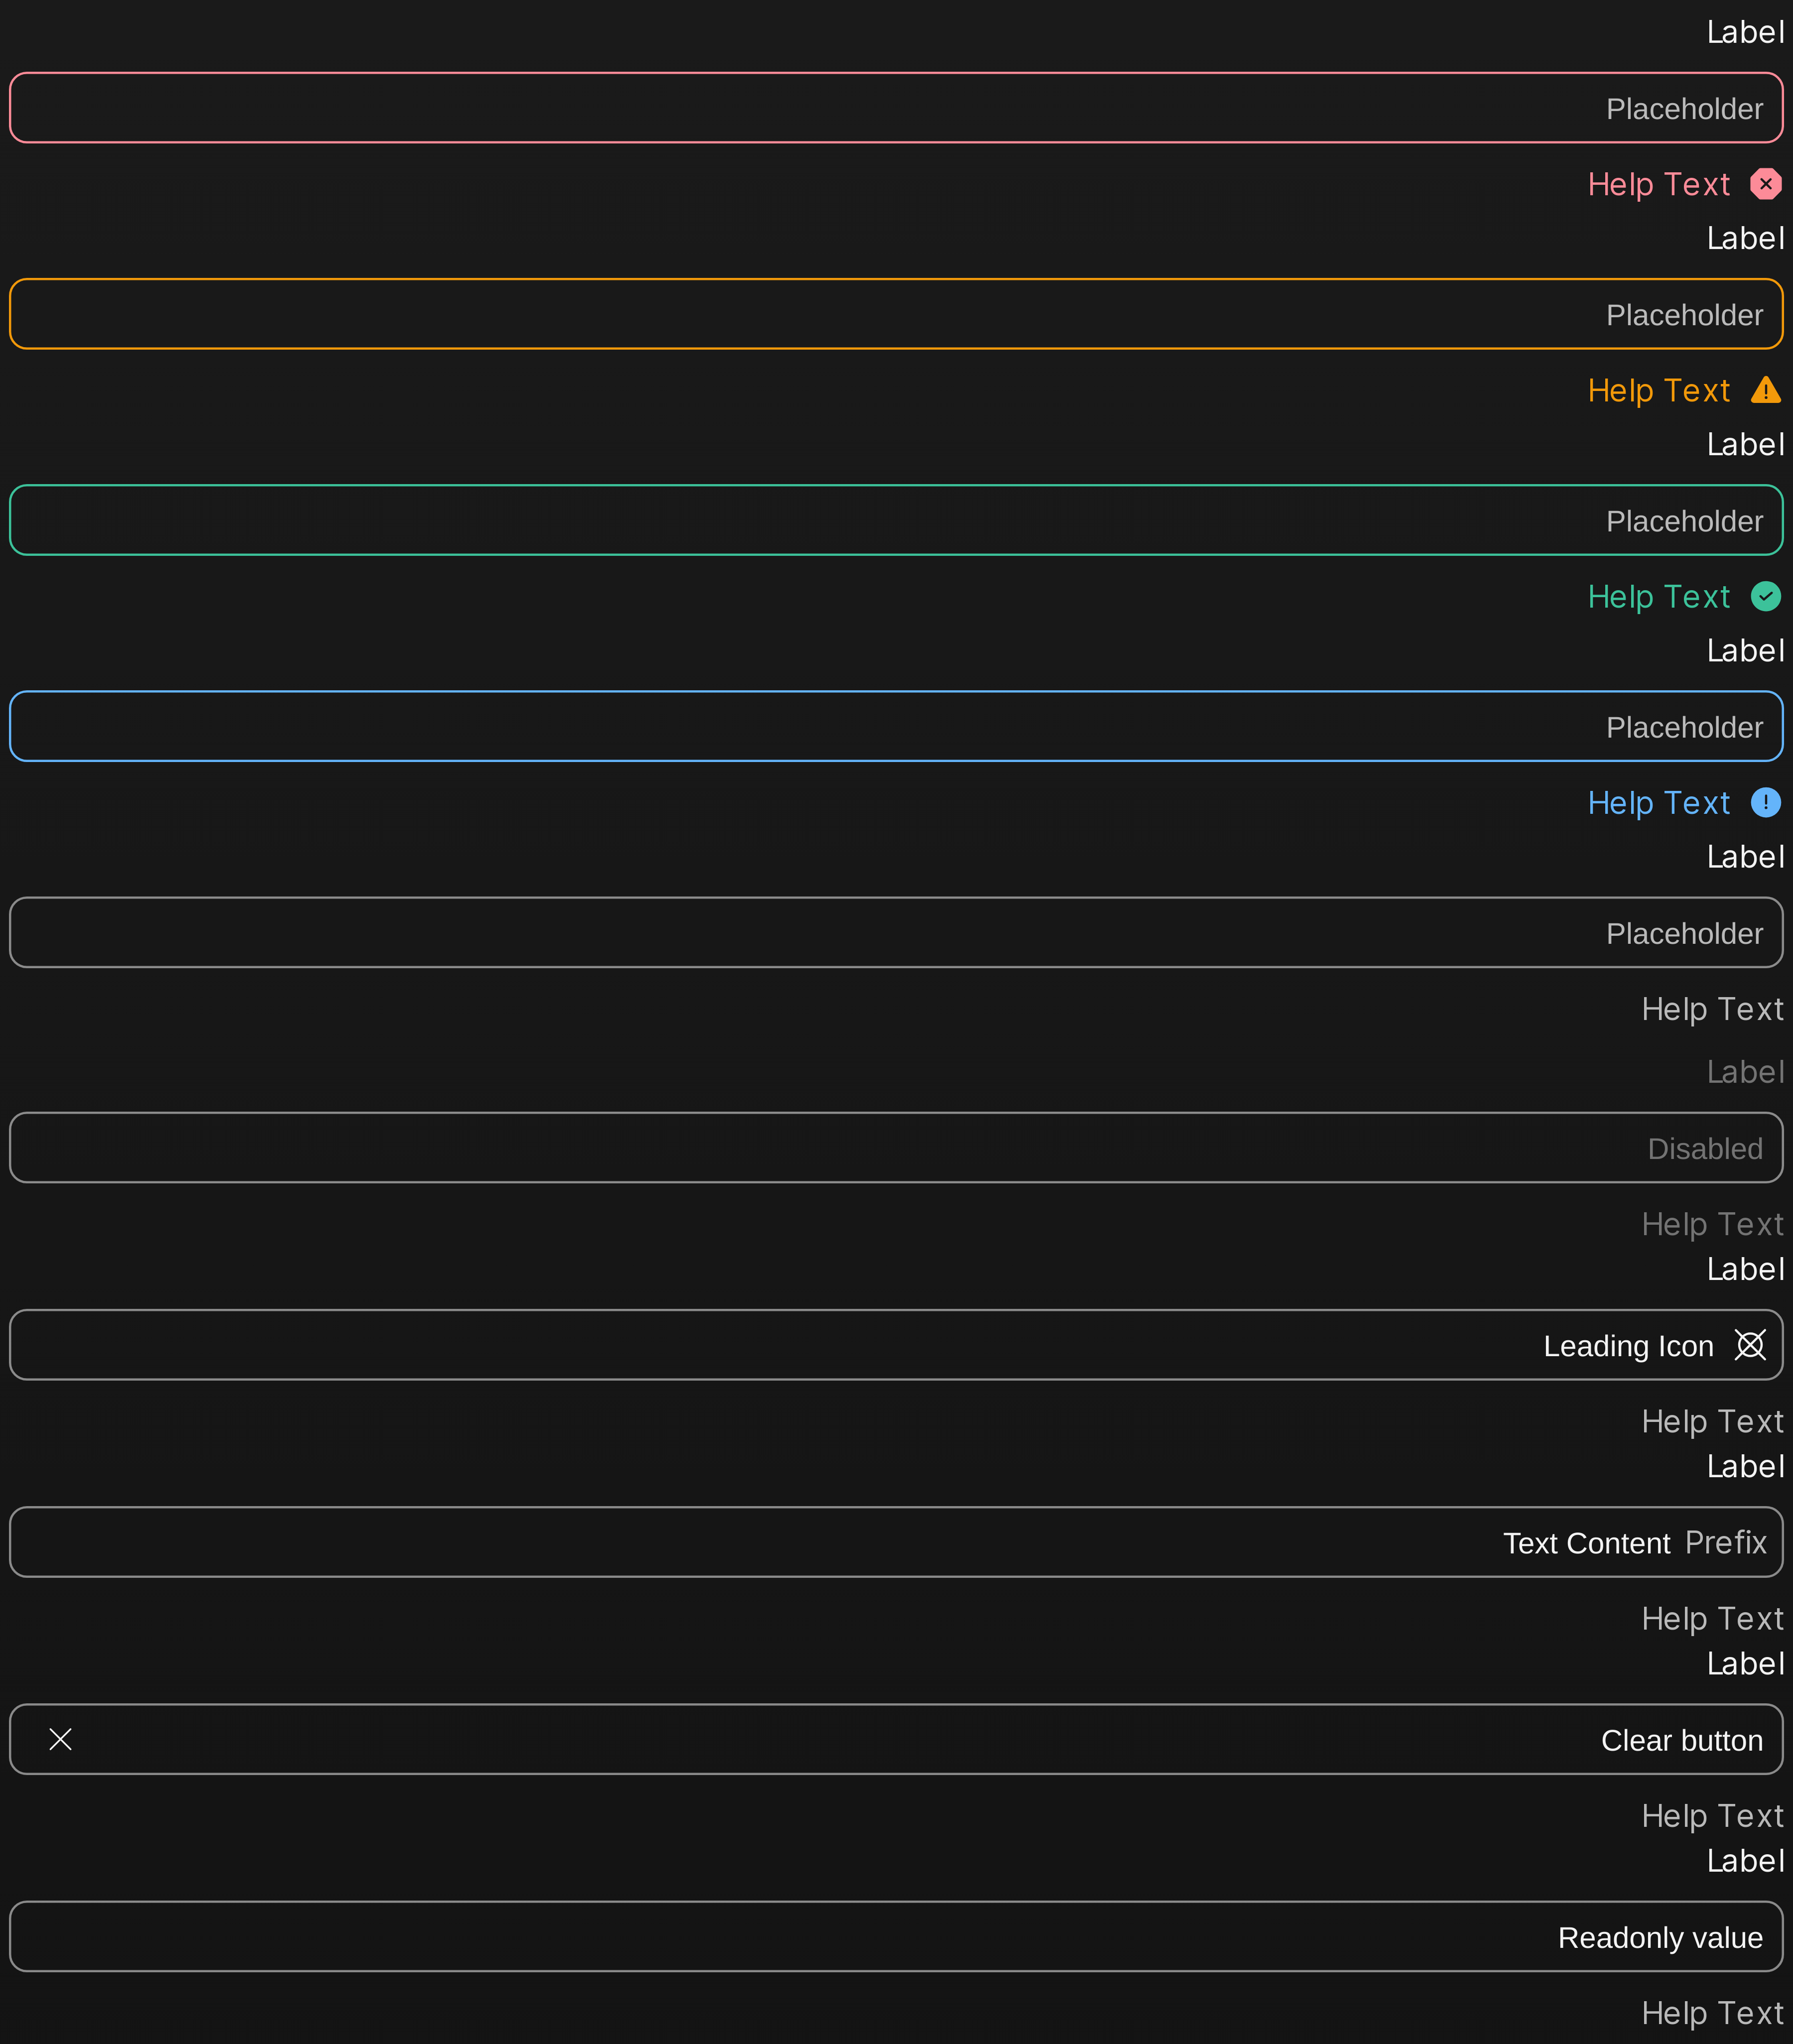 Label
Placeholder
Help Text
Label
Placeholder
Help Text
Label
Placeholder
Help Text
Label
Placeholder
Help Text
Label
Placeholder
Help Text
Label
Disabled
Help Text
Label
Leading Icon
Help Text
Label
Text Content Prefix
Help Text
Label
Clear button
Help Text
Label
Readonly value
Help Text